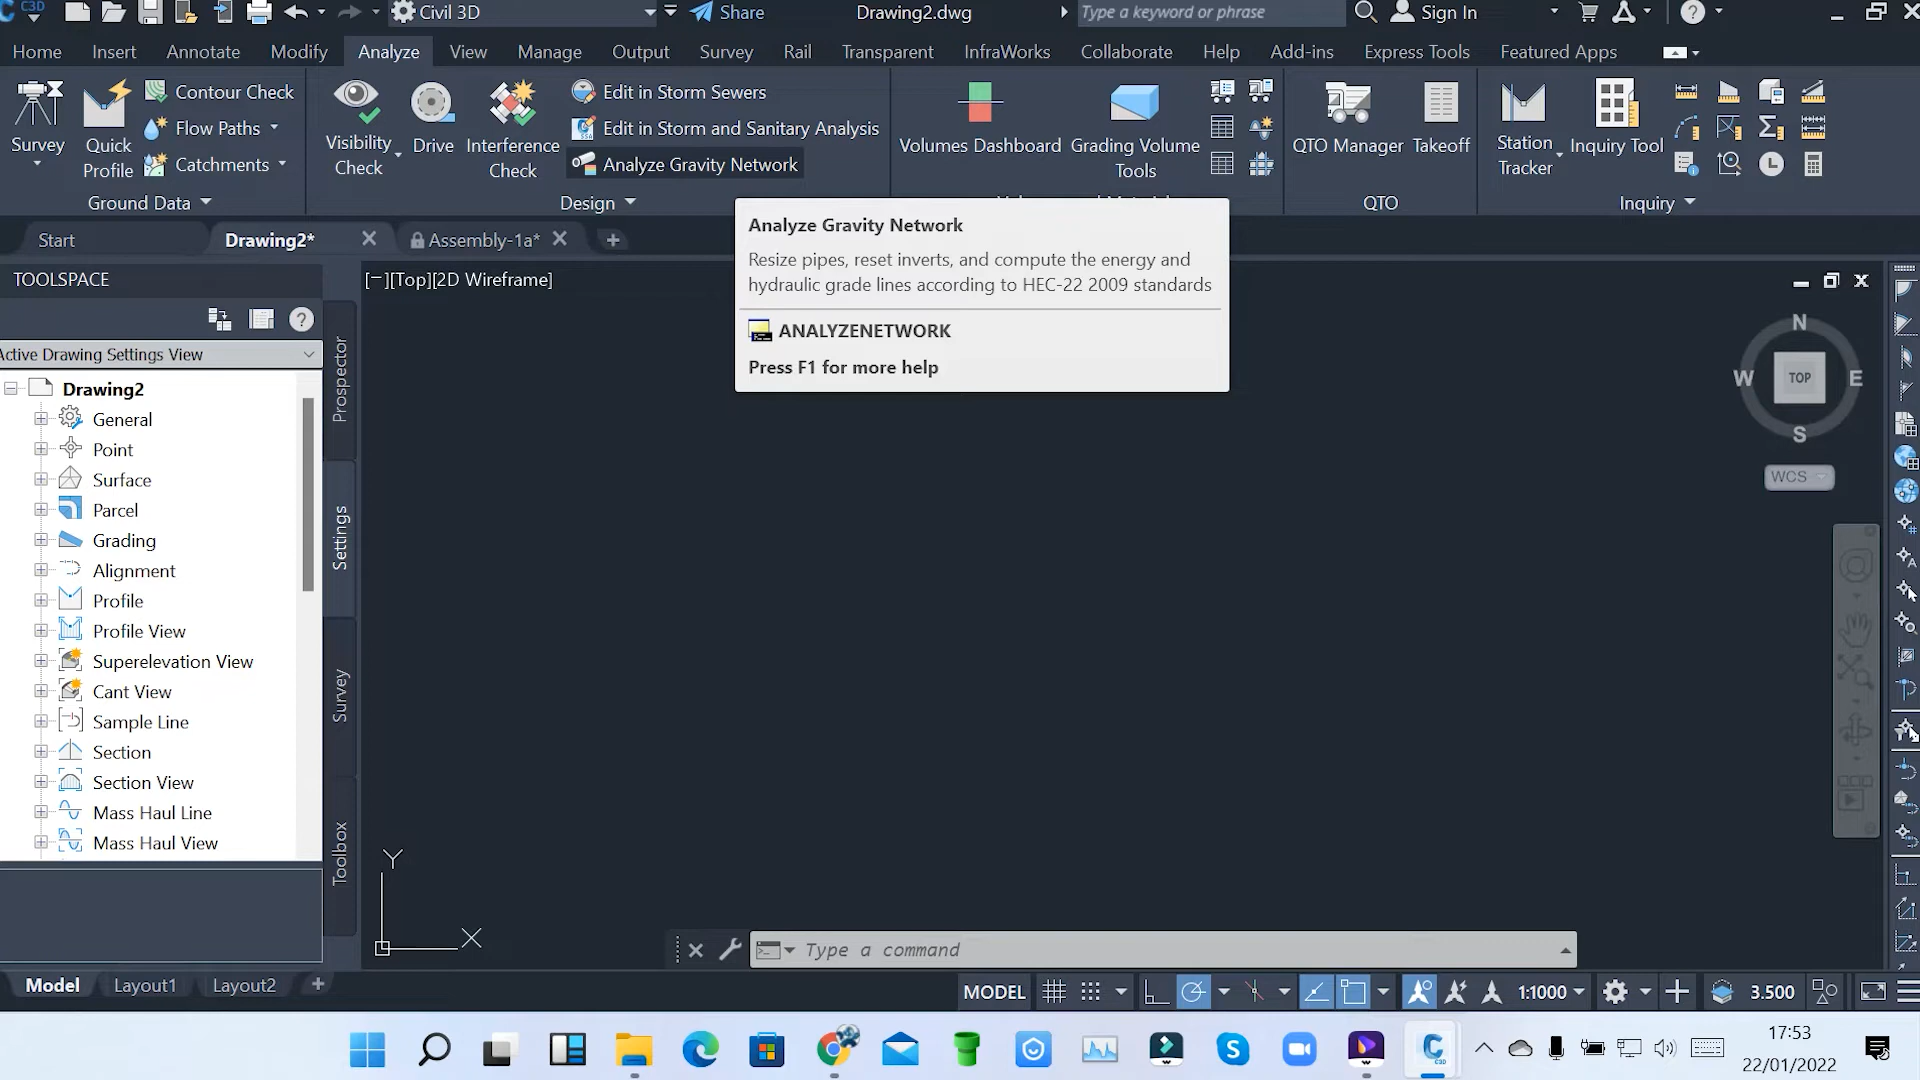 C3D
Civil 3D
Share
Drawing2.dwg
Type a keyword or phrase
Sign In
Home
Insert
Annotate
Modify
Analyze
View
Manage
Output
Survey
Rail
Transparent
InfraWorks
Collaborate
Help
Add-ins
Express Tools
Featured Apps
Survey
Quick
Profile
Contour Check
Flow Paths
Catchments
Ground Data
Visibility
Check
Drive
Interference
Check
Edit in Storm Sewers
Edit in Storm and Sanitary Analysis
Analyze Gravity Network
Design
Volumes Dashboard
Grading Volume
Tools
QTO Manager
Takeoff
QTO
Station
Tracker
Inquiry Tool
Inquiry
Start
Drawing2*
Assembly-1a*
Analyze Gravity Network
Resize pipes, reset inverts, and compute the energy and
hydraulic grade lines according to HEC-22 2009 standards
ANALYZENETWORK
Press F1 for more help
TOOLSPACE
Active Drawing Settings View
Drawing2
General
Point
Surface
Parcel
Grading
Alignment
Profile
Profile View
Superelevation View
Cant View
Sample Line
Section
Section View
Mass Haul Line
Mass Haul View
Prospector
Settings
Survey
Toolbox
[−][Top][2D Wireframe]
N
W
TOP
E
S
WCS
Y
X
Type a command
Model
Layout1
Layout2
MODEL
1:1000
3.500
17:53
22/01/2022